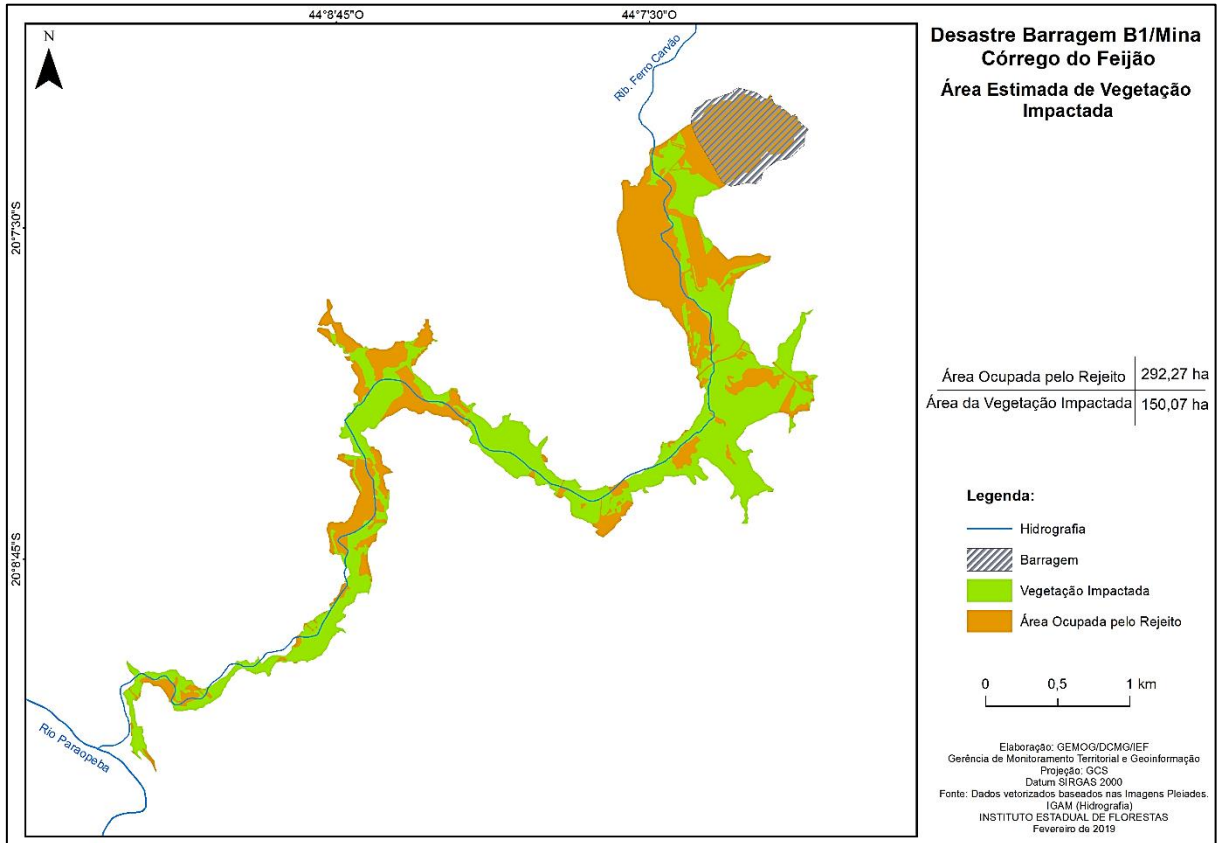 44°8'45"O
44°7'30"O
N
Rib. Ferro Carvão
20°7'30"S
20°8'45"S
Rio Paraopeba
Desastre Barragem B1/Mina
Córrego do Feijão
Área Estimada de Vegetação
Impactada
Área Ocupada pelo Rejeito 292,27 ha
Área da Vegetação Impactada 150,07 ha
Legenda:
Hidrografia
Barragem
Vegetação Impactada
Área Ocupada pelo Rejeito
0 0,5 1 km
Elaboração: GEMOG/DCMG/IEF
Gerência de Monitoramento Territorial e Geoinformação
Projeção: GCS
Datum SIRGAS 2000
Fonte: Dados vetorizados baseados nas Imagens Pleiades.
IGAM (Hidrografia)
INSTITUTO ESTADUAL DE FLORESTAS
Fevereiro de 2019